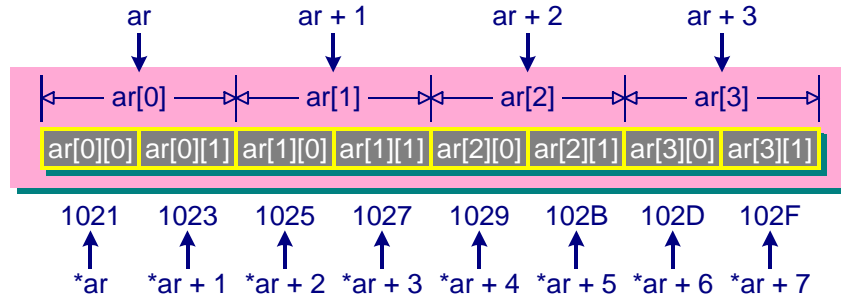 ar ar + 1 ar + 2 ar + 3
ar[0] ar[1] ar[2] ar[3]
ar[0][0] ar[0][1] ar[1][0] ar[1][1] ar[2][0] ar[2][1] ar[3][0] ar[3][1]
1021 1023 1025 1027 1029 102B 102D 102F
*ar *ar + 1 *ar + 2 *ar + 3 *ar + 4 *ar + 5 *ar + 6 *ar + 7